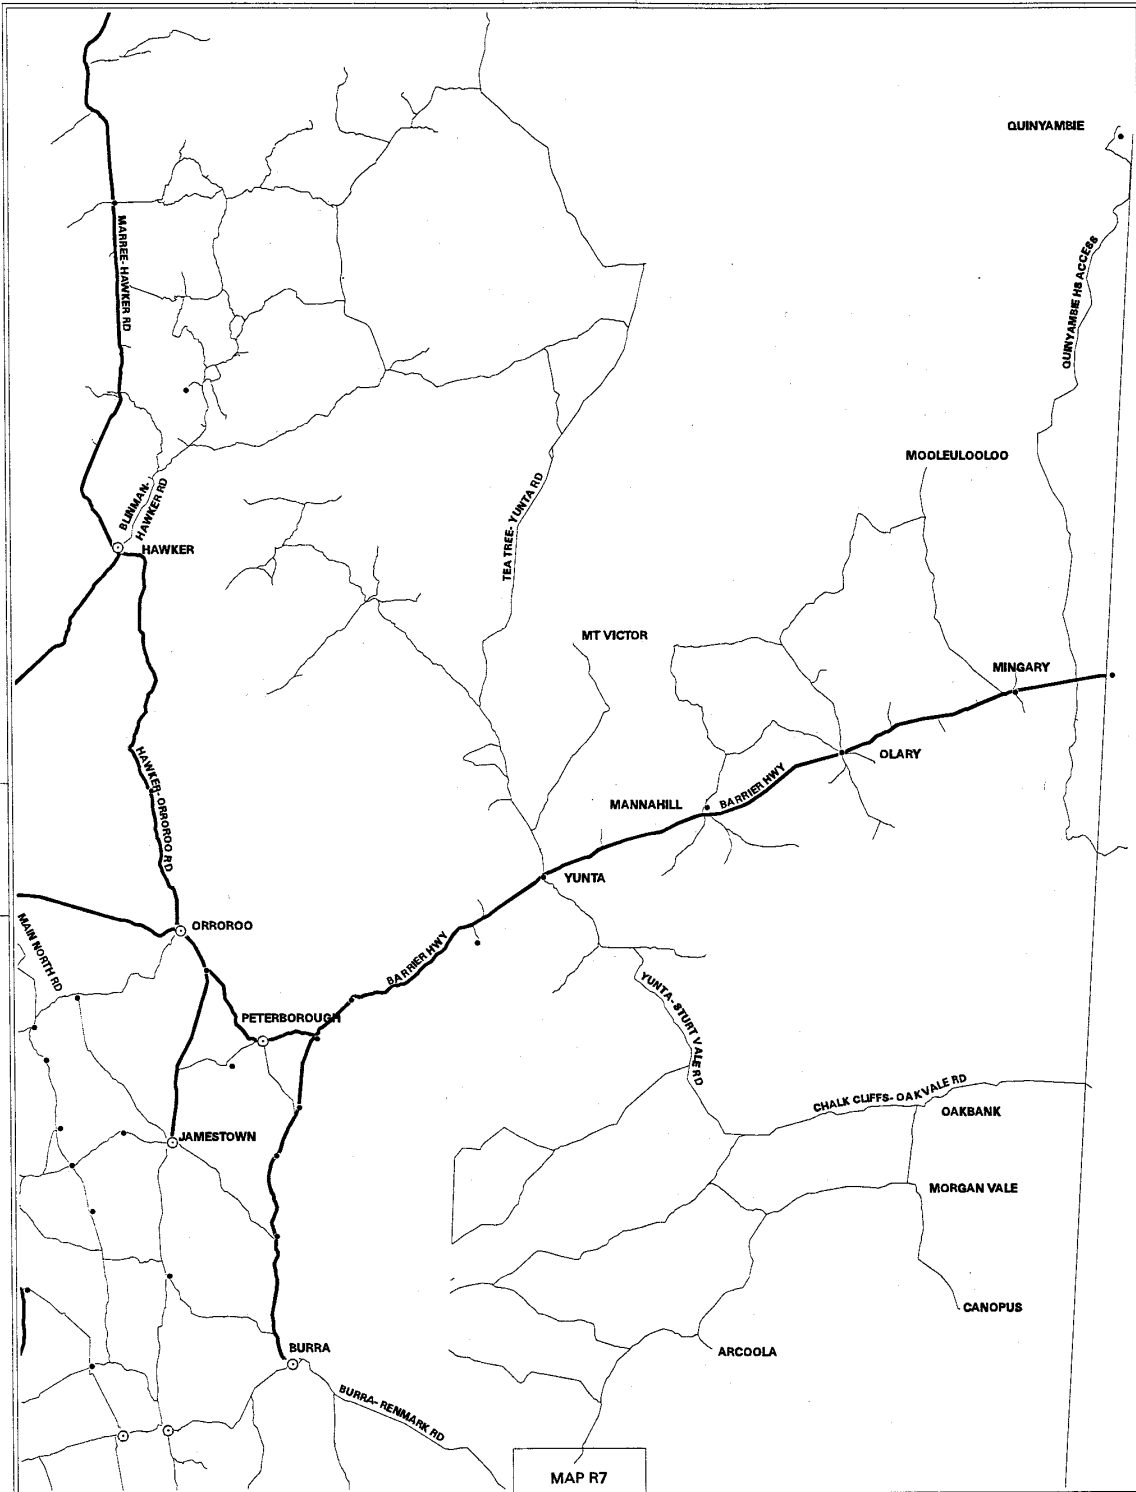 QUINYAMBIE
MARREE- HAWKER RD
QUINYAMBIE HS ACCESS
MOOLEULOOLOO
BLINMAN-
HAWKER RD
TEA TREE- YUNTA RD
HAWKER
MT VICTOR
MINGARY
HAWKER- ORROROO RD
OLARY
BARRIER HWY
MANNAHILL
YUNTA
MAIN NORTH RD
ORROROO
BARRIER HWY
YUNTA- STURT VALE RD
PETERBOROUGH
CHALK CLIFFS- OAKVALE RD
OAKBANK
JAMESTOWN
MORGAN VALE
CANOPUS
BURRA
ARCOOLA
BURRA- RENMARK RD
MAP R7